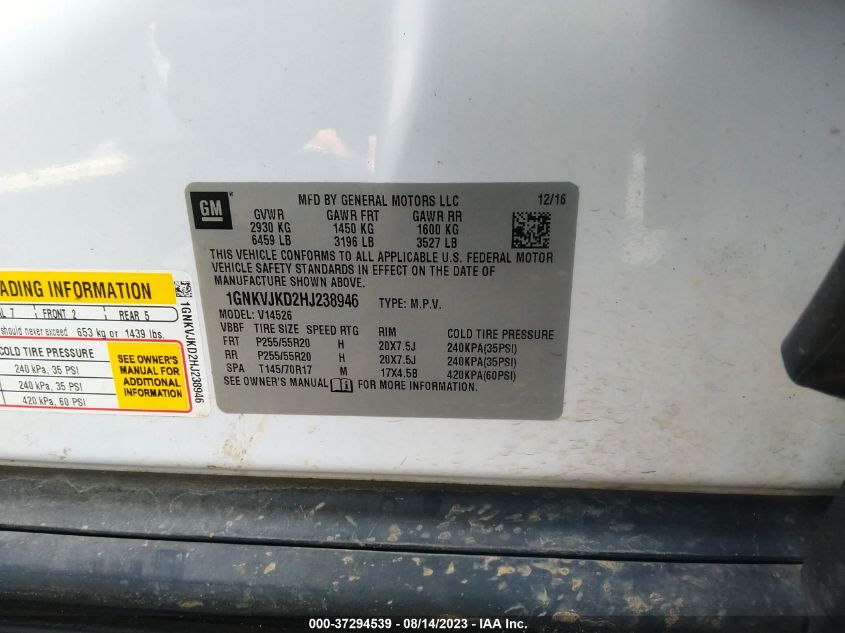 GM
MFD BY GENERAL MOTORS LLC 12/16
GVWR GAWR FRT GAWR RR
2930 KG 1450 KG 1600 KG
6459 LB 3196 LB 3527 LB
THIS VEHICLE CONFORMS TO ALL APPLICABLE U.S. FEDERAL MOTOR
VEHICLE SAFETY STANDARDS IN EFFECT ON THE DATE OF
MANUFACTURE SHOWN ABOVE.
1GNKVJKD2HJ238946 TYPE: M.P.V.
MODEL: V14526
VBBF TIRE SIZE SPEED RTG RIM COLD TIRE PRESSURE
FRT P255/55R20 H 20X7.5J 240KPA(35PSI)
RR P255/55R20 H 20X7.5J 240KPA(35PSI)
SPA T145/70R17 M 17X4.5B 420KPA(60PSI)
SEE OWNER'S MANUAL FOR MORE INFORMATION.
ADING INFORMATION
7 FRONT 2 REAR 5
should never exceed 653 kg or 1439 lbs.
COLD TIRE PRESSURE
240 kPa, 35 PSI
240 kPa, 35 PSI
420 kPa, 60 PSI
SEE OWNER'S
MANUAL FOR
ADDITIONAL
INFORMATION
1GNKVJKD2HJ238946
000-37294539 - 08/14/2023 - IAA Inc.